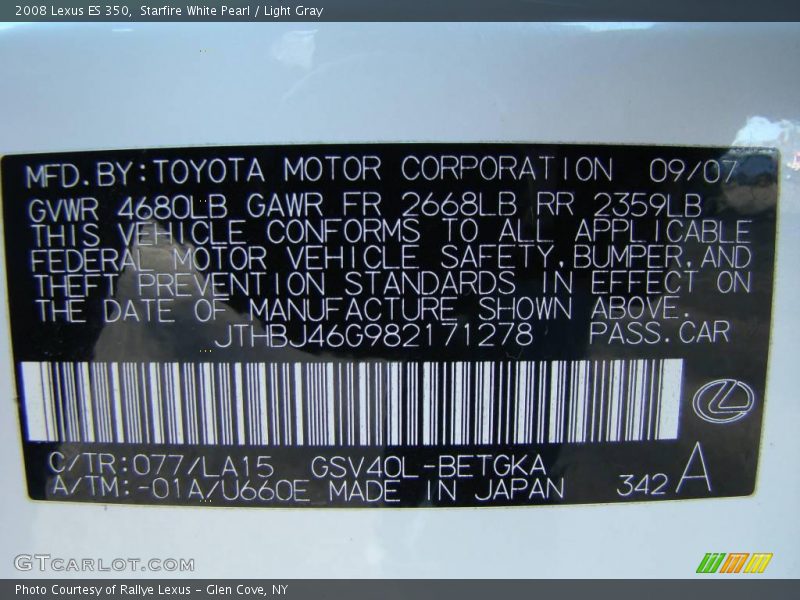 2008 Lexus ES 350, Starfire White Pearl / Light Gray
MFD.BY:TOYOTA MOTOR CORPORATION 09/07
GVWR 4680LB GAWR FR 2668LB RR 2359LB
THIS VEHICLE CONFORMS TO ALL APPLICABLE
FEDERAL MOTOR VEHICLE SAFETY,BUMPER,AND
THEFT PREVENTION STANDARDS IN EFFECT ON
THE DATE OF MANUFACTURE SHOWN ABOVE.
JTHBJ46G982171278 PASS.CAR
C/TR:077/LA15 GSV40L-BETGKA
A/TM:-01A/U660E MADE IN JAPAN 342 A
GTCARLOT.COM
Photo Courtesy of Rallye Lexus - Glen Cove, NY